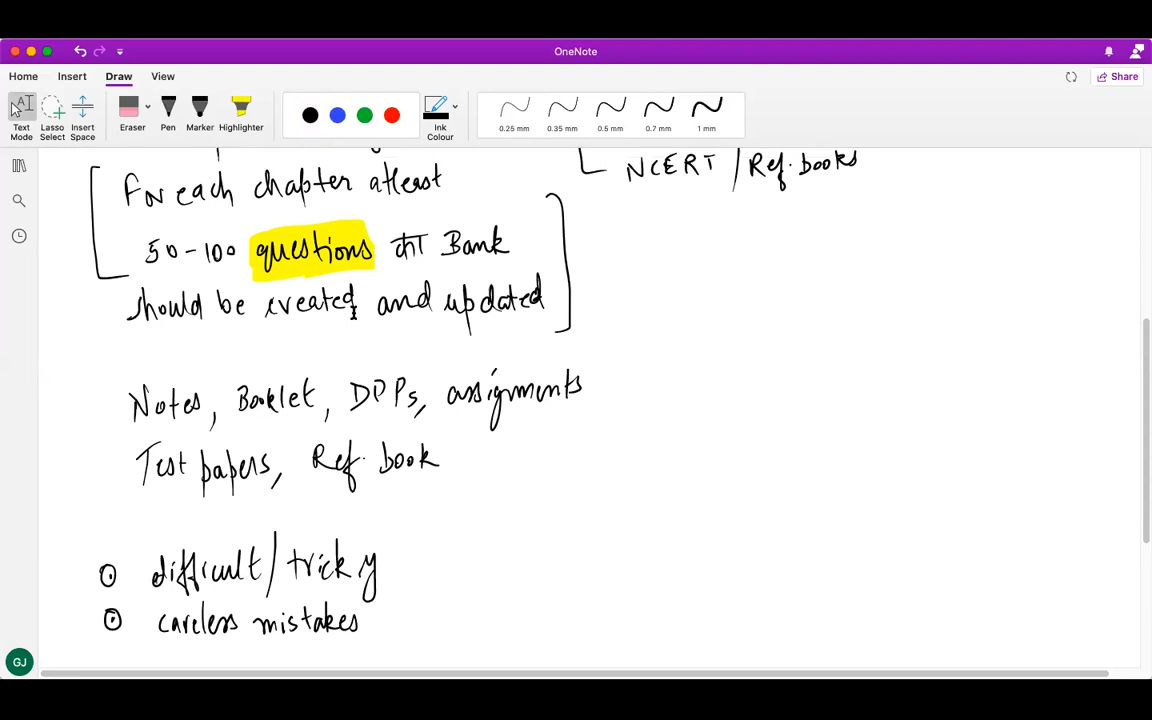 OneNote
Home Insert Draw View
Share
Text Mode
Lasso Select
Insert Space
Eraser
Pen
Marker
Highlighter
Ink Colour
0.25 mm
0.35 mm
0.5 mm
0.7 mm
1 mm
NCERT / Ref. books
For each chapter atleast
50-100 questions Bank
should be created and updated
Notes, Booklet, DPPs, assignments
Test papers, Ref. book
difficult / tricky
careless mistakes
GJ